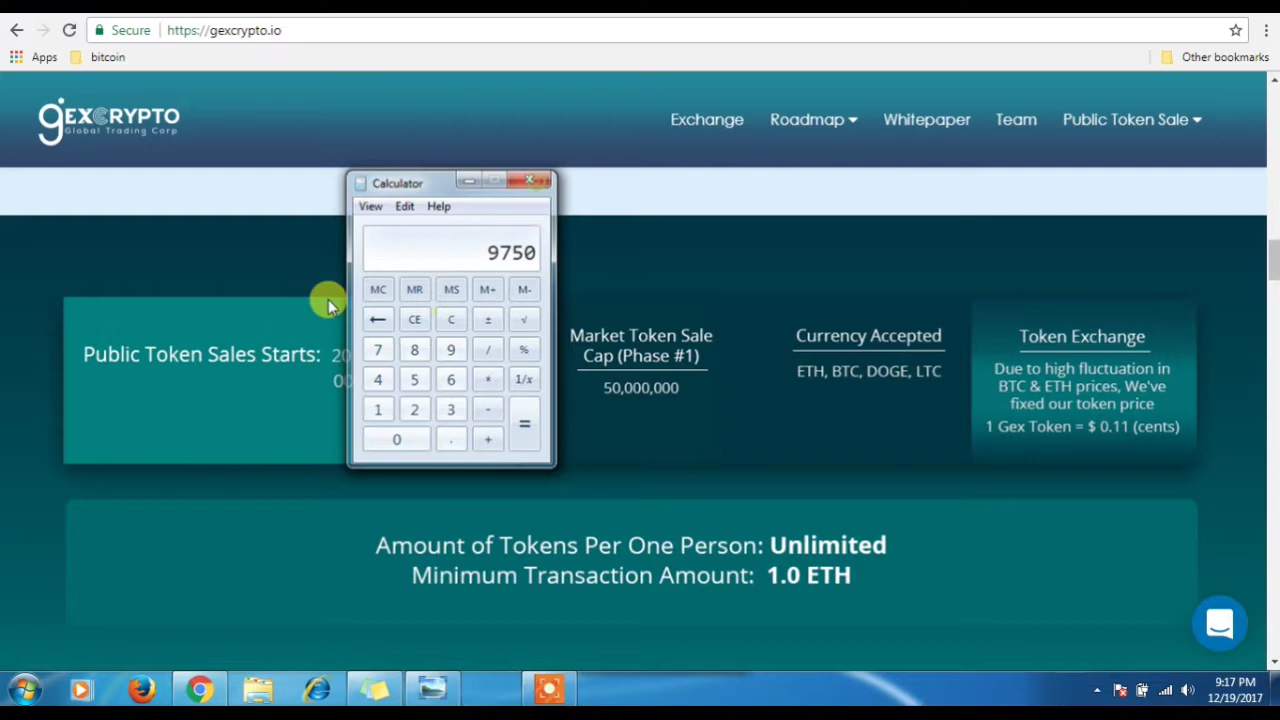 Secure
https://gexcrypto.io
Apps
bitcoin
Other bookmarks
gEXCRYPTO
Global Trading Corp
Exchange
Roadmap
Whitepaper
Team
Public Token Sale
Calculator
View Edit Help
9750
MC MR MS M+ M-
← CE C ± √
7 8 9 / %
4 5 6 * 1/x
1 2 3 - =
0 . +
Public Token Sales Starts: 20
00
Market Token Sale
Cap (Phase #1)
50,000,000
Currency Accepted
ETH, BTC, DOGE, LTC
Token Exchange
Due to high fluctuation in
BTC & ETH prices, We've
fixed our token price
1 Gex Token = $ 0.11 (cents)
Amount of Tokens Per One Person: Unlimited
Minimum Transaction Amount: 1.0 ETH
9:17 PM
12/19/2017